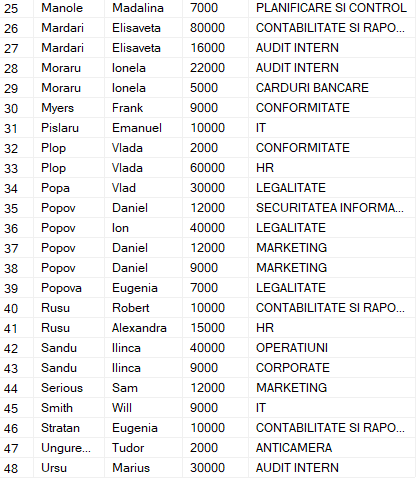 25 Manole Madalina 7000 PLANIFICARE SI CONTROL
26 Mardari Elisaveta 80000 CONTABILITATE SI RAPO...
27 Mardari Elisaveta 16000 AUDIT INTERN
28 Moraru Ionela 22000 AUDIT INTERN
29 Moraru Ionela 5000 CARDURI BANCARE
30 Myers Frank 9000 CONFORMITATE
31 Pislaru Emanuel 10000 IT
32 Plop Vlada 2000 CONFORMITATE
33 Plop Vlada 60000 HR
34 Popa Vlad 30000 LEGALITATE
35 Popov Daniel 12000 SECURITATEA INFORMA...
36 Popov Ion 40000 LEGALITATE
37 Popov Daniel 12000 MARKETING
38 Popov Daniel 9000 MARKETING
39 Popova Eugenia 7000 LEGALITATE
40 Rusu Robert 10000 CONTABILITATE SI RAPO...
41 Rusu Alexandra 15000 HR
42 Sandu Ilinca 40000 OPERATIUNI
43 Sandu Ilinca 9000 CORPORATE
44 Serious Sam 12000 MARKETING
45 Smith Will 9000 IT
46 Stratan Eugenia 10000 CONTABILITATE SI RAPO...
47 Ungure... Tudor 2000 ANTICAMERA
48 Ursu Marius 30000 AUDIT INTERN